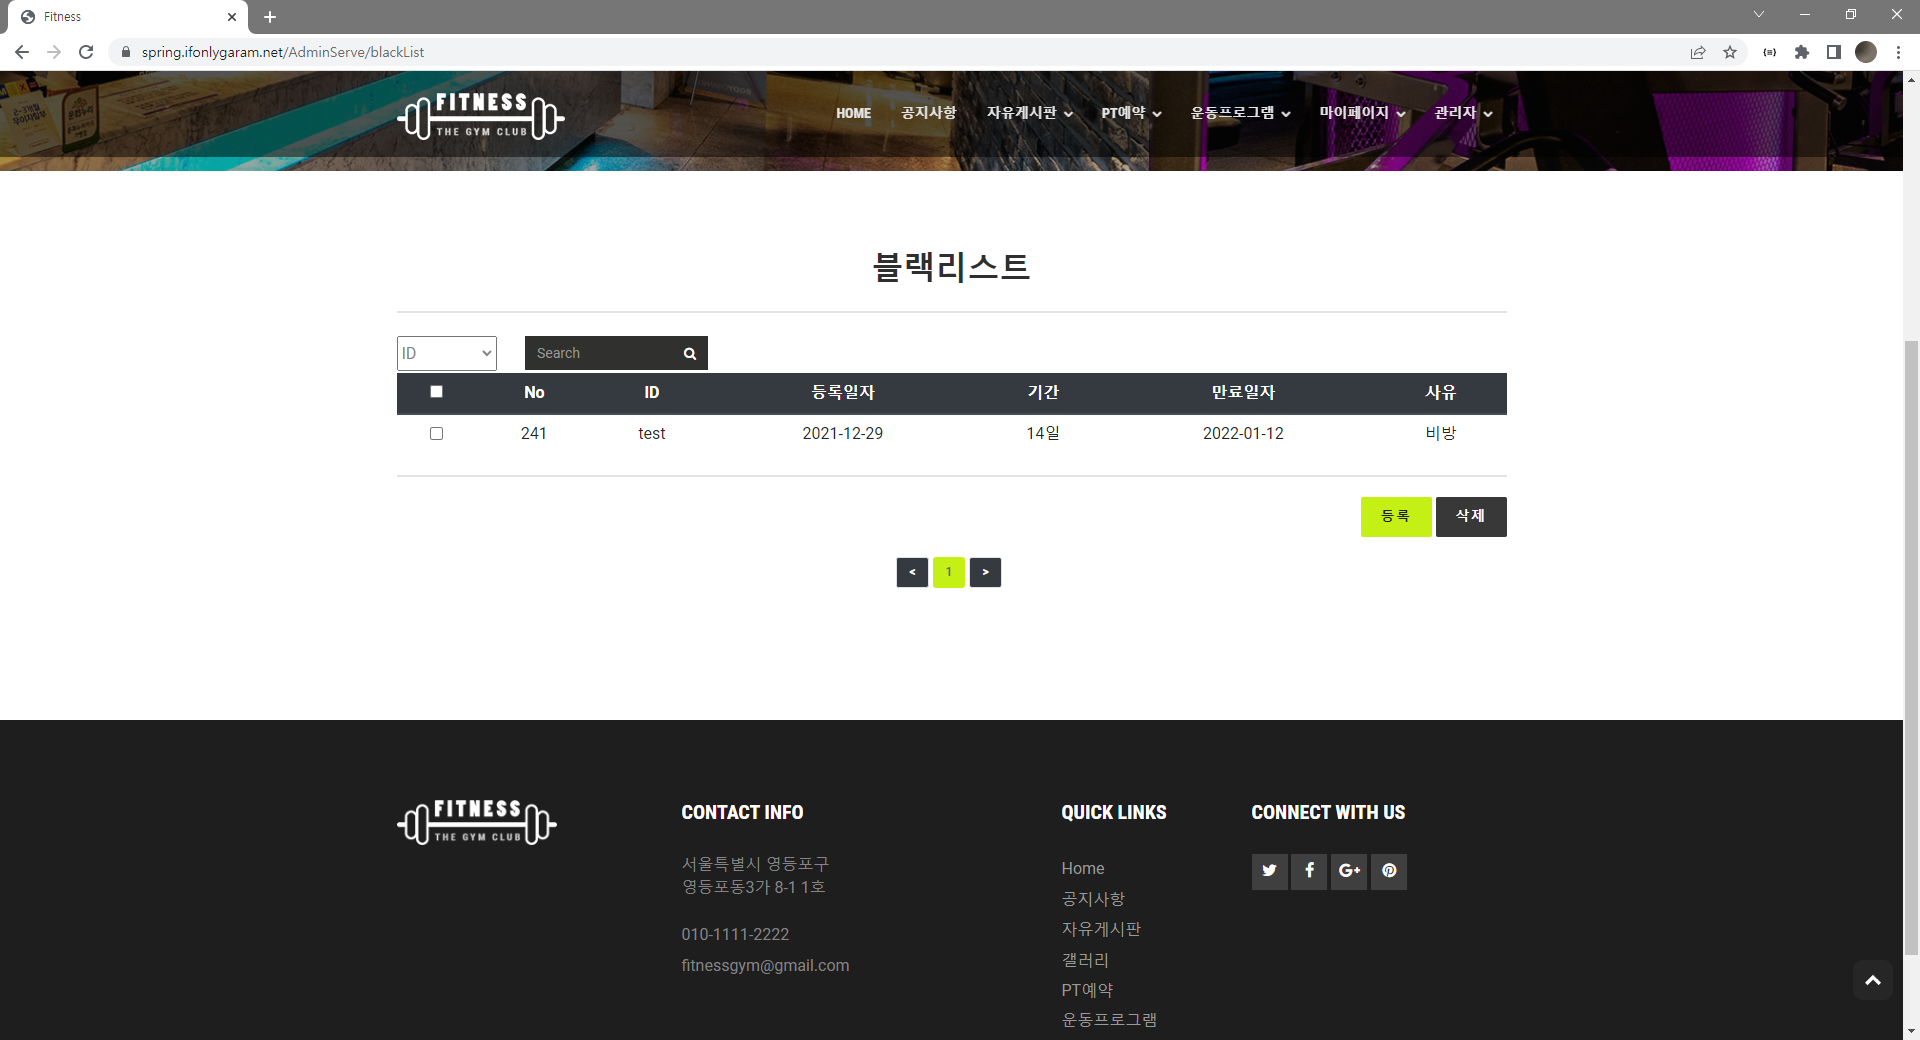 Fitness
spring.ifonlygaram.net/AdminServe/blackList
FITNESS
THE GYM CLUB
HOME 공지사항 자유게시판 PT예약 운동프로그램 마이페이지 관리자
블랙리스트
ID Search
No ID 등록일자 기간 만료일자 사유
241 test 2021-12-29 14일 2022-01-12 비방
등록 삭제
< 1 >
FITNESS
THE GYM CLUB
CONTACT INFO
서울특별시 영등포구
영등포동3가 8-1 1호
010-1111-2222
fitnessgym@gmail.com
QUICK LINKS
Home
공지사항
자유게시판
갤러리
PT예약
운동프로그램
CONNECT WITH US